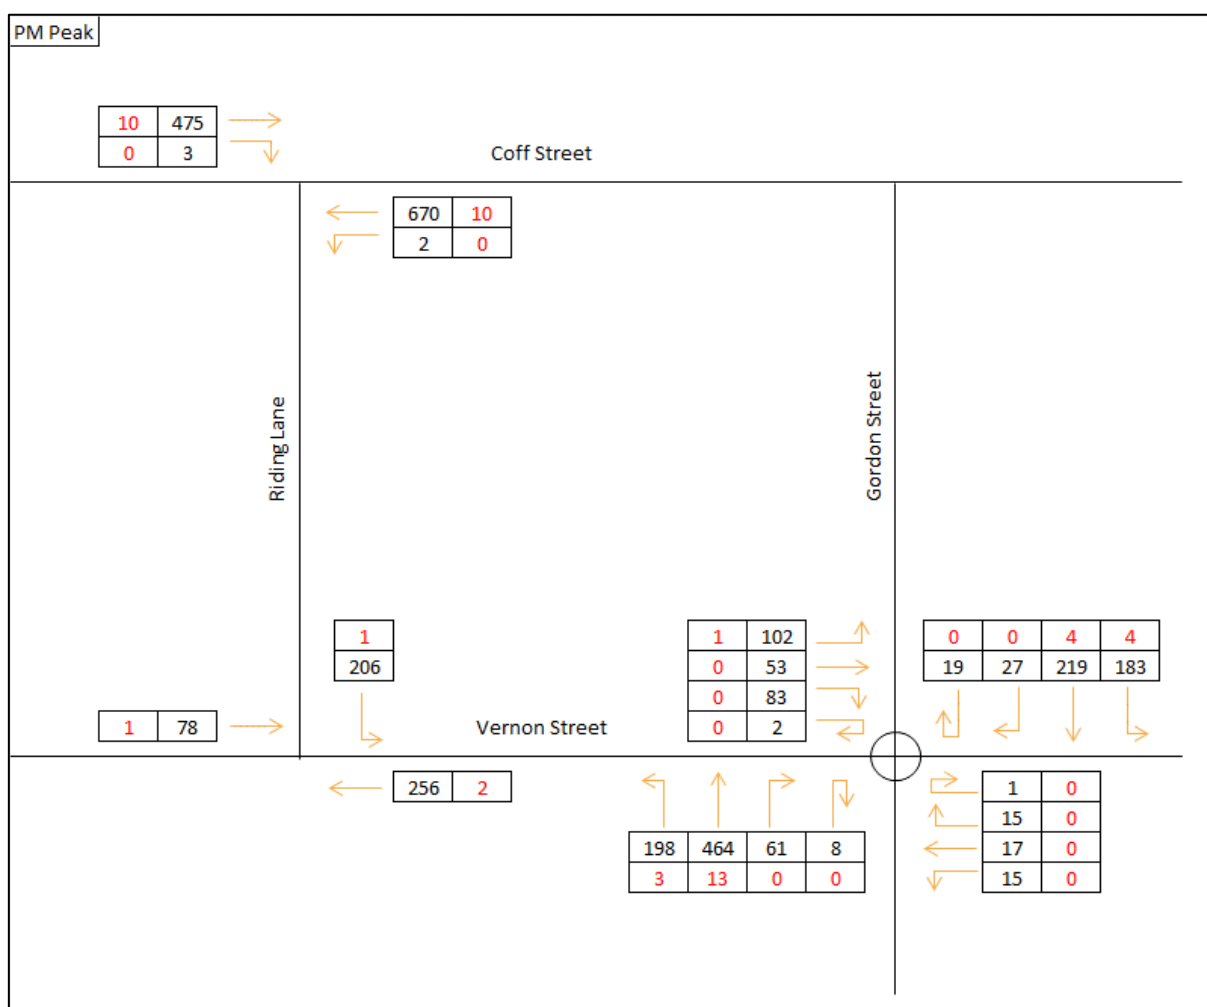 PM Peak
10 475
0 3
Coff Street
670 10
2 0
Riding Lane
Gordon Street
1
206
1 102
0 53
0 83
0 2
0 0 4 4
19 27 219 183
1 78
Vernon Street
256 2
198 464 61 8
3 13 0 0
1 0
15 0
17 0
15 0